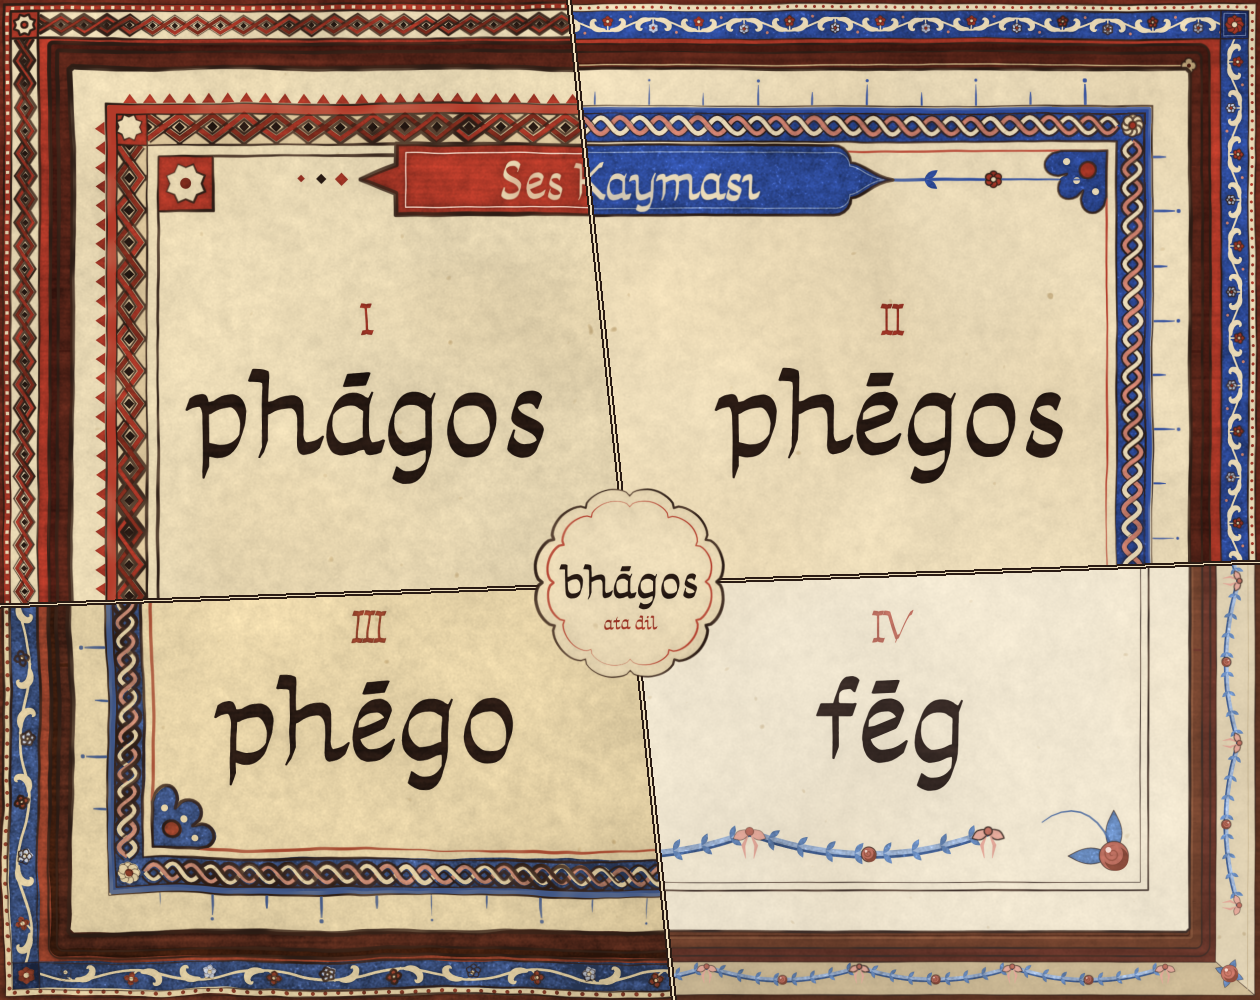 Ses Kayması
I
phāgos
II
phēgos
bhāgos
ata dil
III
phēgo
IV
fēg